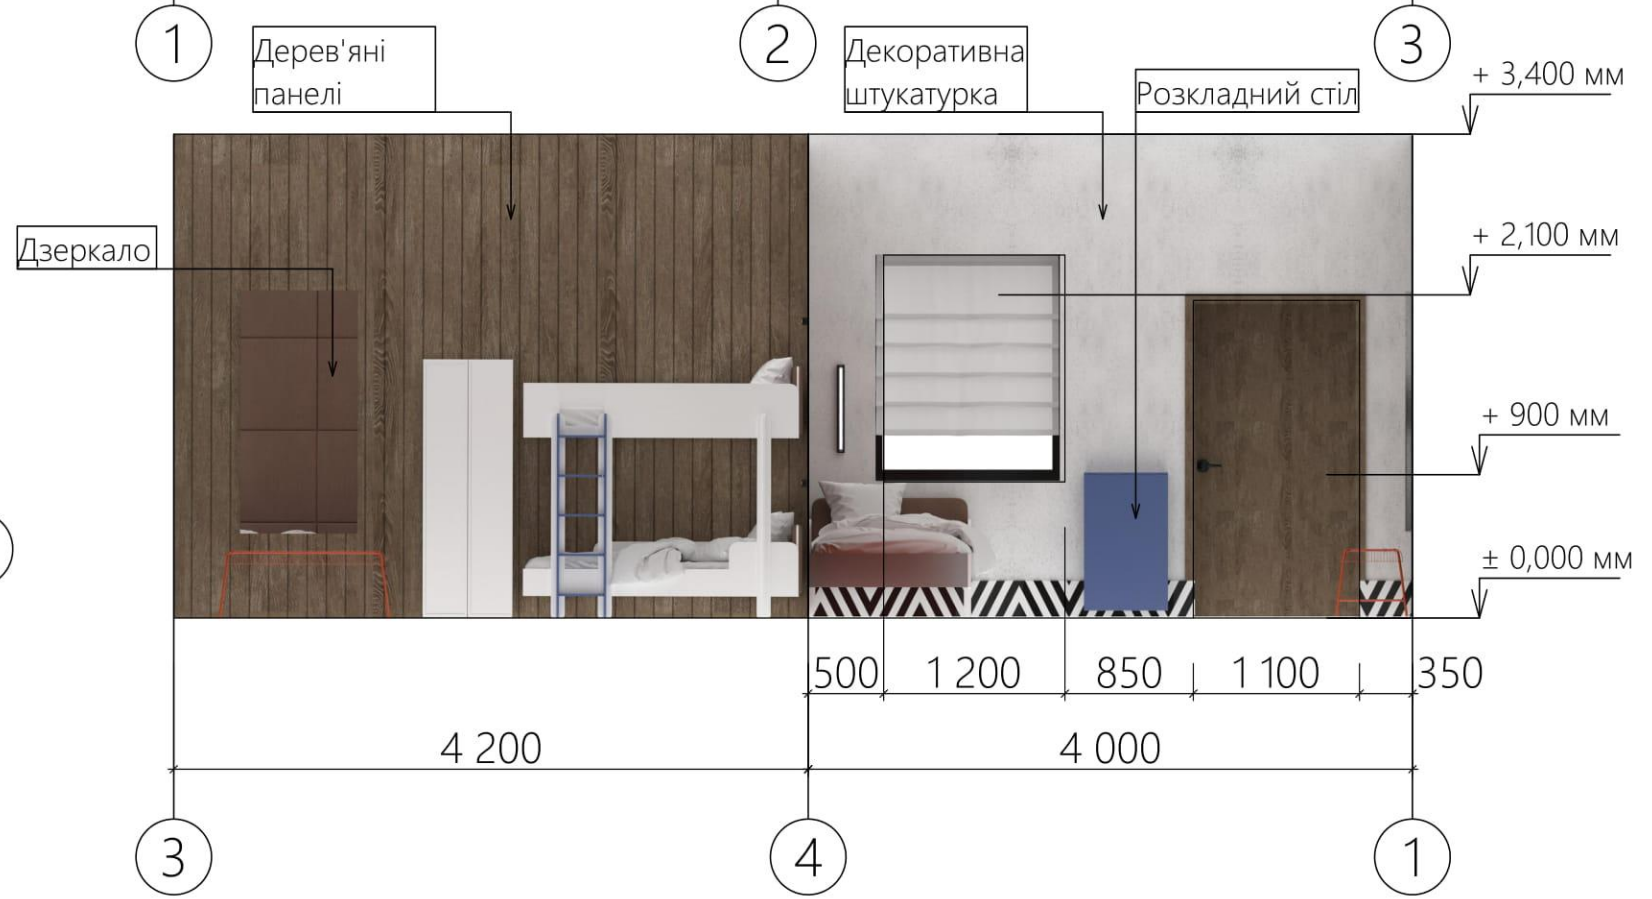 1
2
3
Дерев'яні
панелі
Декоративна
штукатурка
Розкладний стіл
+ 3,400 мм
Дзеркало
+ 2,100 мм
+ 900 мм
± 0,000 мм
500
1 200
850
1 100
350
4 200
4 000
3
4
1